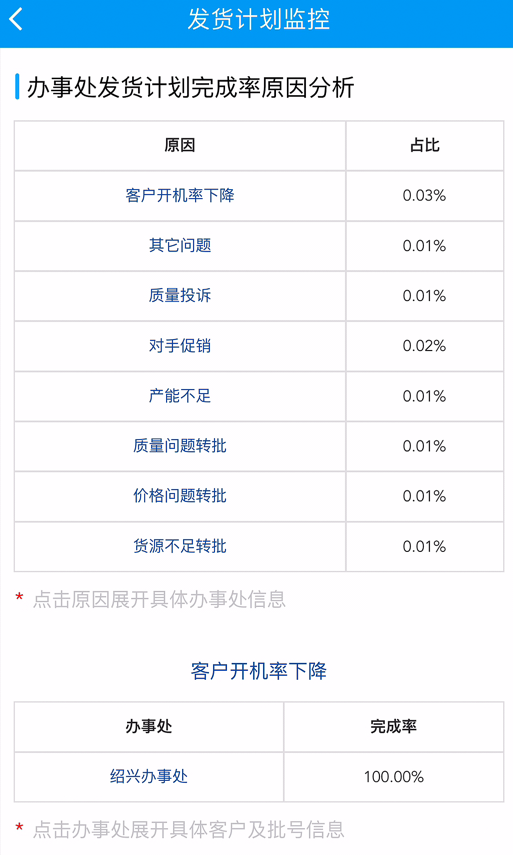 发货计划监控
办事处发货计划完成率原因分析
原因 占比
客户开机率下降 0.03%
其它问题 0.01%
质量投诉 0.01%
对手促销 0.02%
产能不足 0.01%
质量问题转批 0.01%
价格问题转批 0.01%
货源不足转批 0.01%
* 点击原因展开具体办事处信息
客户开机率下降
办事处 完成率
绍兴办事处 100.00%
* 点击办事处展开具体客户及批号信息